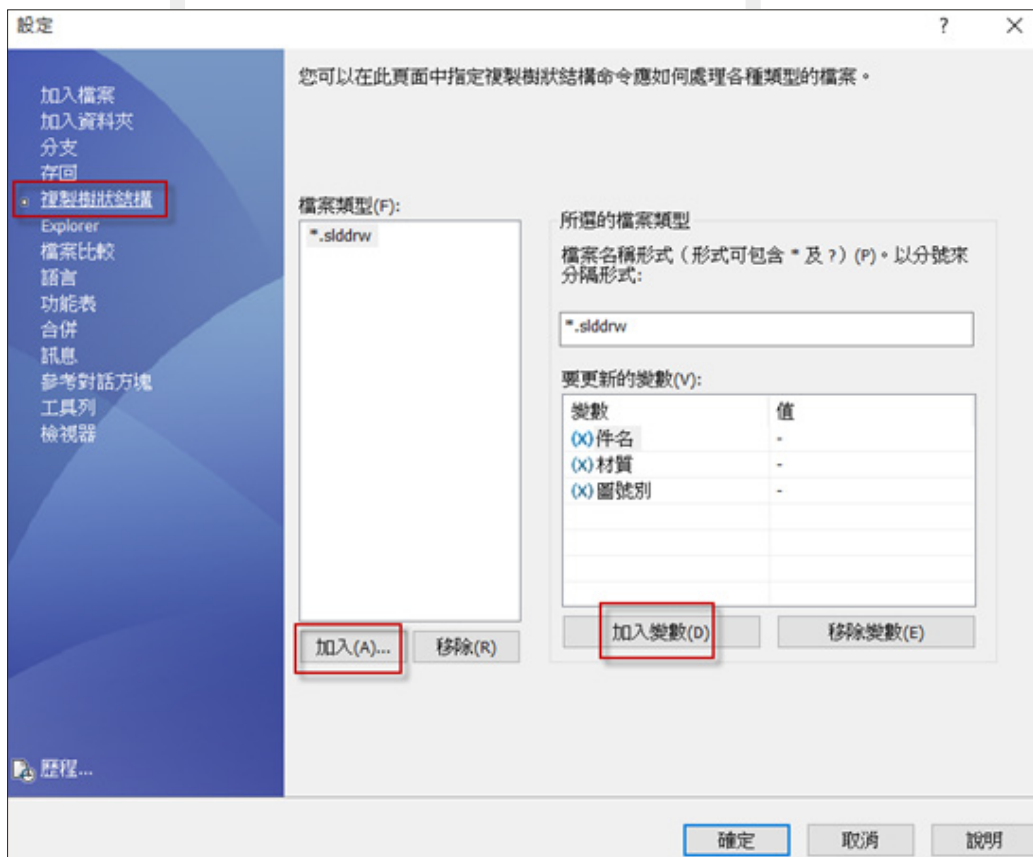 設定
?
加入檔案
加入資料夾
分支
存回
複製樹狀結構
Explorer
檔案比較
語言
功能表
合併
訊息
參考對話方塊
工具列
檢視器
歷程...
您可以在此頁面中指定複製樹狀結構命令應如何處理各種類型的檔案。
檔案類型(F):
*.slddrw
加入(A)...
移除(R)
所選的檔案類型
檔案名稱形式（形式可包含 * 及 ?）(P)。以分號來
分隔形式:
*.slddrw
要更新的變數(V):
變數 值
(x)件名 -
(x)材質 -
(x)圖號別 -
加入變數(D)
移除變數(E)
確定
取消
說明